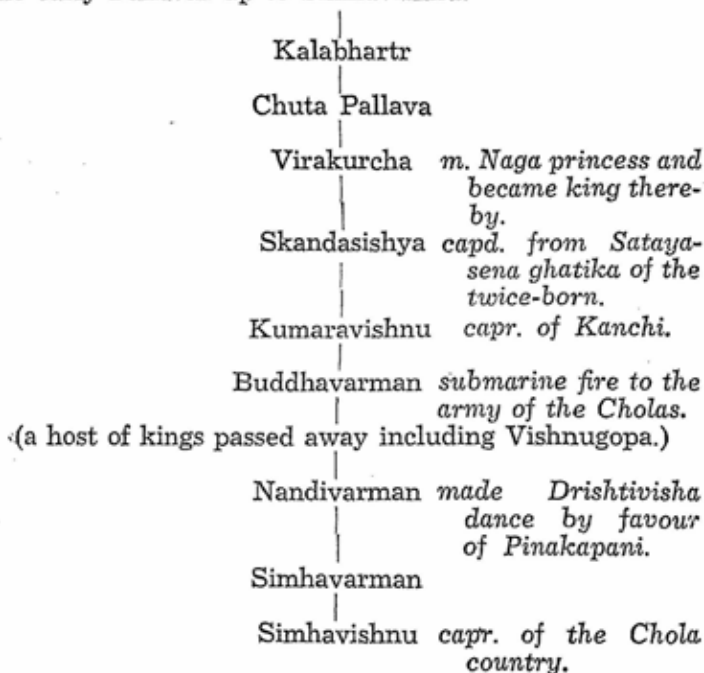 Kalabhartr
Chuta Pallava
Virakurcha m. Naga princess and
became king there-
by.
Skandasishya capd. from Sataya-
sena ghatika of the
twice-born.
Kumaravishnu capr. of Kanchi.
Buddhavarman submarine fire to the
army of the Cholas.
(a host of kings passed away including Vishnugopa.)
Nandivarman made Drishtivisha
dance by favour
of Pinakapani.
Simhavarman
Simhavishnu capr. of the Chola
country.